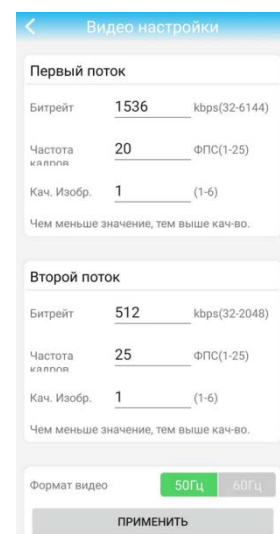 Видео настройки
Первый поток
Битрейт 1536 kbps(32-6144)
Частота кадров 20 ФПС(1-25)
Кач. Изобр. 1 (1-6)
Чем меньше значение, тем выше кач-во.
Второй поток
Битрейт 512 kbps(32-2048)
Частота кадров 25 ФПС(1-25)
Кач. Изобр. 1 (1-6)
Чем меньше значение, тем выше кач-во.
Формат видео 50Гц 60Гц
ПРИМЕНИТЬ